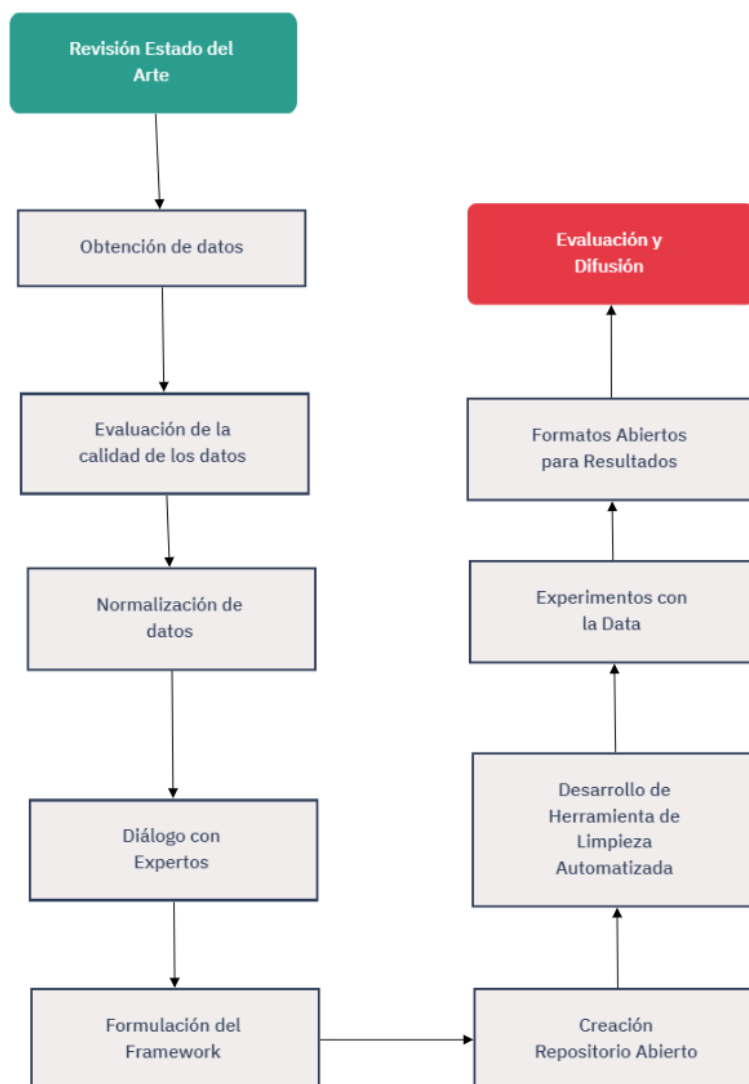 Revisión Estado del
Arte
Obtención de datos
Evaluación de la
calidad de los datos
Normalización de
datos
Diálogo con
Expertos
Formulación del
Framework
Creación
Repositorio Abierto
Desarrollo de
Herramienta de
Limpieza
Automatizada
Experimentos con
la Data
Formatos Abiertos
para Resultados
Evaluación y
Difusión